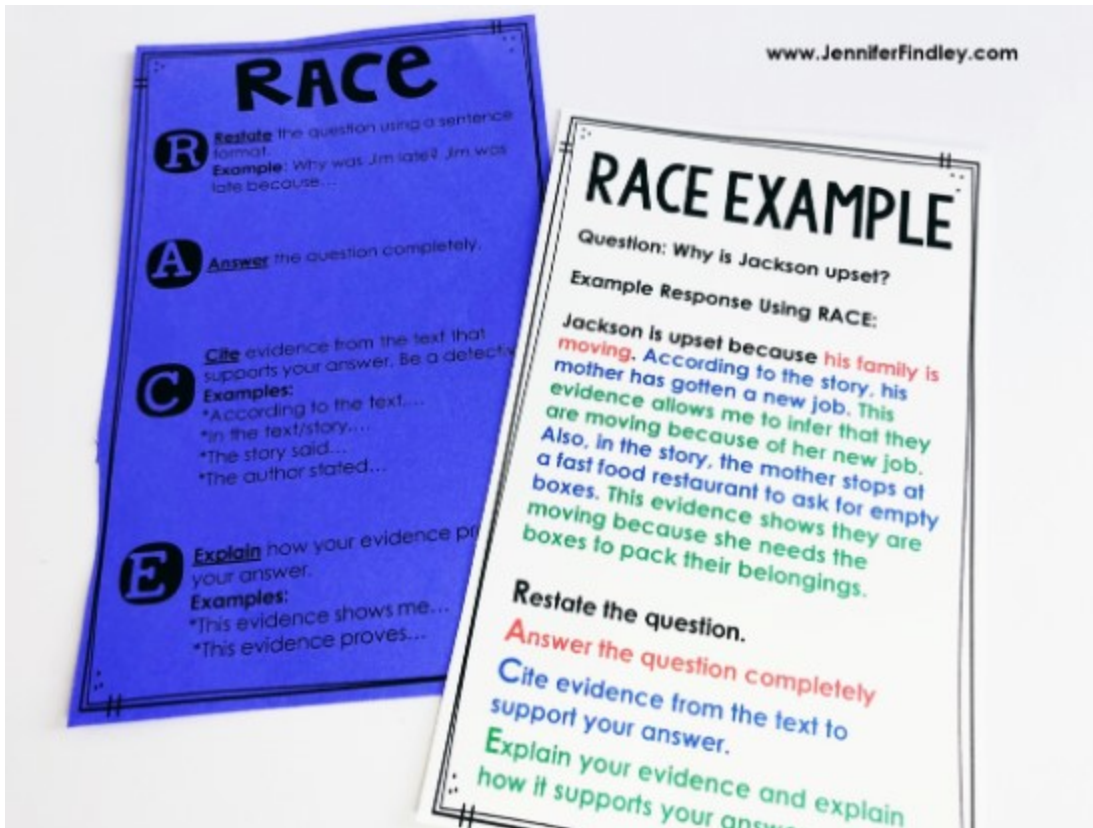 www.JenniferFindley.com
RACE
R Restate the question using a sentence
format.
Example: Why was Jim late? Jim was
late because...
A Answer the question completely.
C Cite evidence from the text that
supports your answer. Be a
Examples:
*According to the text,...
*In the text/story,...
*The story said...
*The author stated...
E Explain how your evidence
your answer.
Examples:
*This evidence shows me...
*This evidence proves...
RACE EXAMPLE
Question: Why is Jackson upset?
Example Response Using RACE:
Jackson is upset because his family is
moving. According to the story, his
mother has gotten a new job. This
evidence allows me to infer that they
are moving because of her new job.
Also, in the story, the mother stops at
a fast food restaurant to ask for empty
boxes. This evidence shows they are
moving because she needs the
boxes to pack their belongings.
Restate the question.
Answer the question completely
Cite evidence from the text to
support your answer.
Explain your evidence and explain
how it supports your